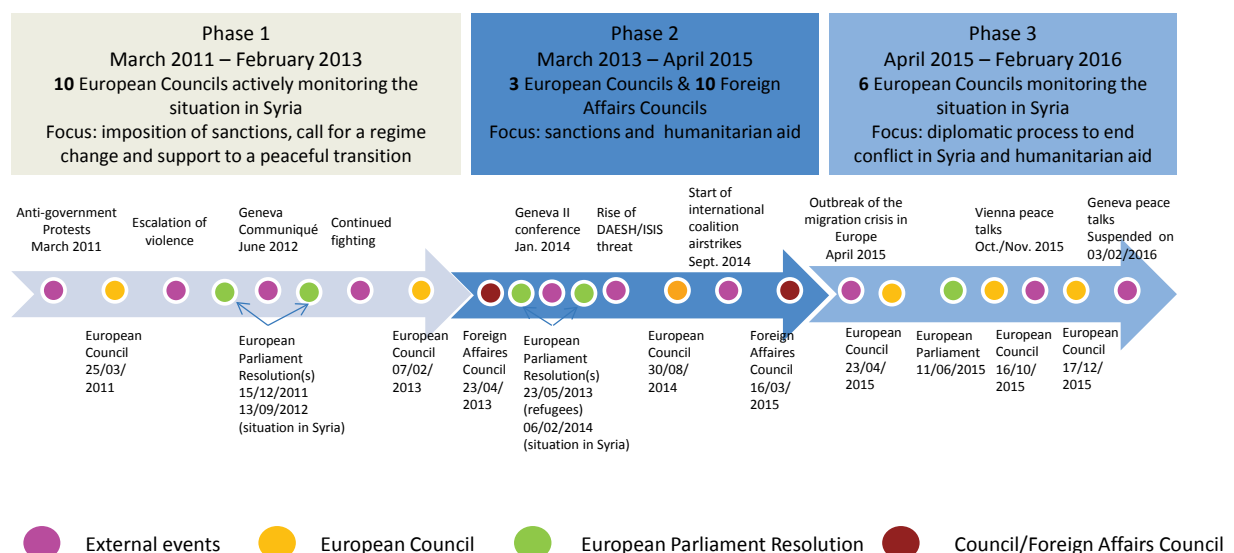 Phase 1
March 2011 – February 2013
10 European Councils actively monitoring the
situation in Syria
Focus: imposition of sanctions, call for a regime
change and support to a peaceful transition
Phase 2
March 2013 – April 2015
3 European Councils & 10 Foreign
Affairs Councils
Focus: sanctions and humanitarian aid
Phase 3
April 2015 – February 2016
6 European Councils monitoring the
situation in Syria
Focus: diplomatic process to end
conflict in Syria and humanitarian aid
Anti-government
Protests
March 2011
Escalation of
violence
Geneva
Communiqué
June 2012
Continued
fighting
Geneva II
conference
Jan. 2014
Rise of
DAESH/ISIS
threat
Start of
international
coalition
airstrikes
Sept. 2014
Outbreak of the
migration crisis in
Europe
April 2015
Vienna peace
talks
Oct./Nov. 2015
Geneva peace
talks
Suspended on
03/02/2016
European
Council
25/03/
2011
European
Parliament
Resolution(s)
15/12/2011
13/09/2012
(situation in Syria)
European
Council
07/02/
2013
Foreign
Affaires
Council
23/04/
2013
European
Parliament
Resolution(s)
23/05/2013
(refugees)
06/02/2014
(situation in Syria)
European
Council
30/08/
2014
Foreign
Affaires
Council
16/03/
2015
European
Council
23/04/
2015
European
Parliament
11/06/2015
European
Council
16/10/
2015
European
Council
17/12/
2015
External events
European Council
European Parliament Resolution
Council/Foreign Affairs Council